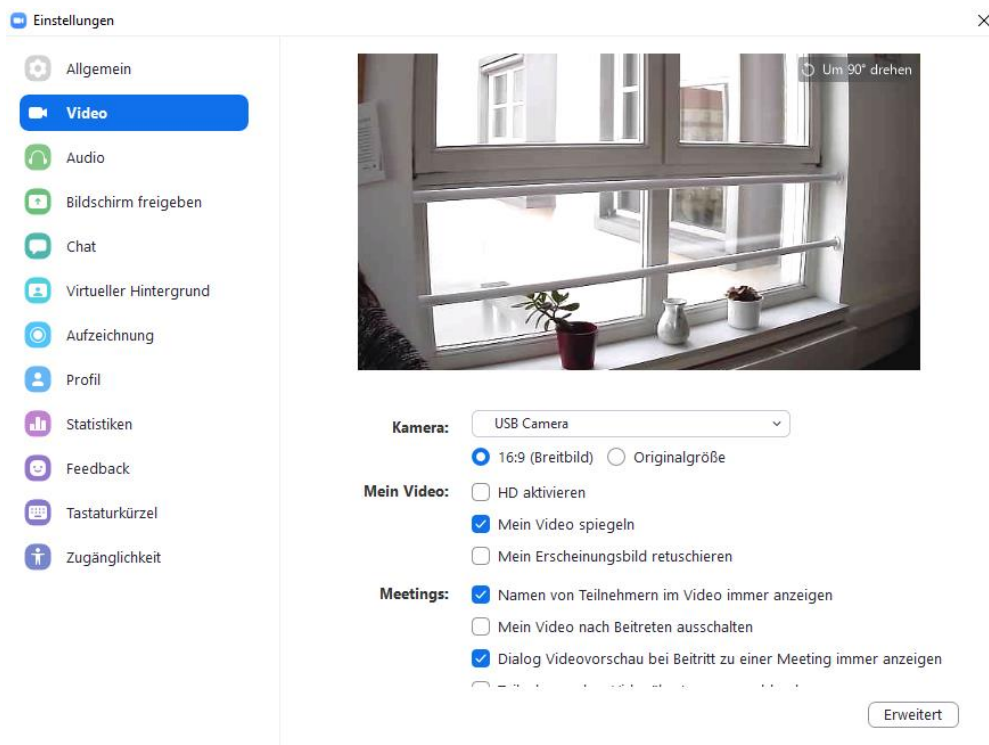 Einstellungen
Allgemein
Video
Audio
Bildschirm freigeben
Chat
Virtueller Hintergrund
Aufzeichnung
Profil
Statistiken
Feedback
Tastaturkürzel
Zugänglichkeit
Um 90° drehen
Kamera: USB Camera
16:9 (Breitbild) Originalgröße
Mein Video: HD aktivieren
Mein Video spiegeln
Mein Erscheinungsbild retuschieren
Meetings: Namen von Teilnehmern im Video immer anzeigen
Mein Video nach Beitreten ausschalten
Dialog Videovorschau bei Beitritt zu einer Meeting immer anzeigen
Erweitert